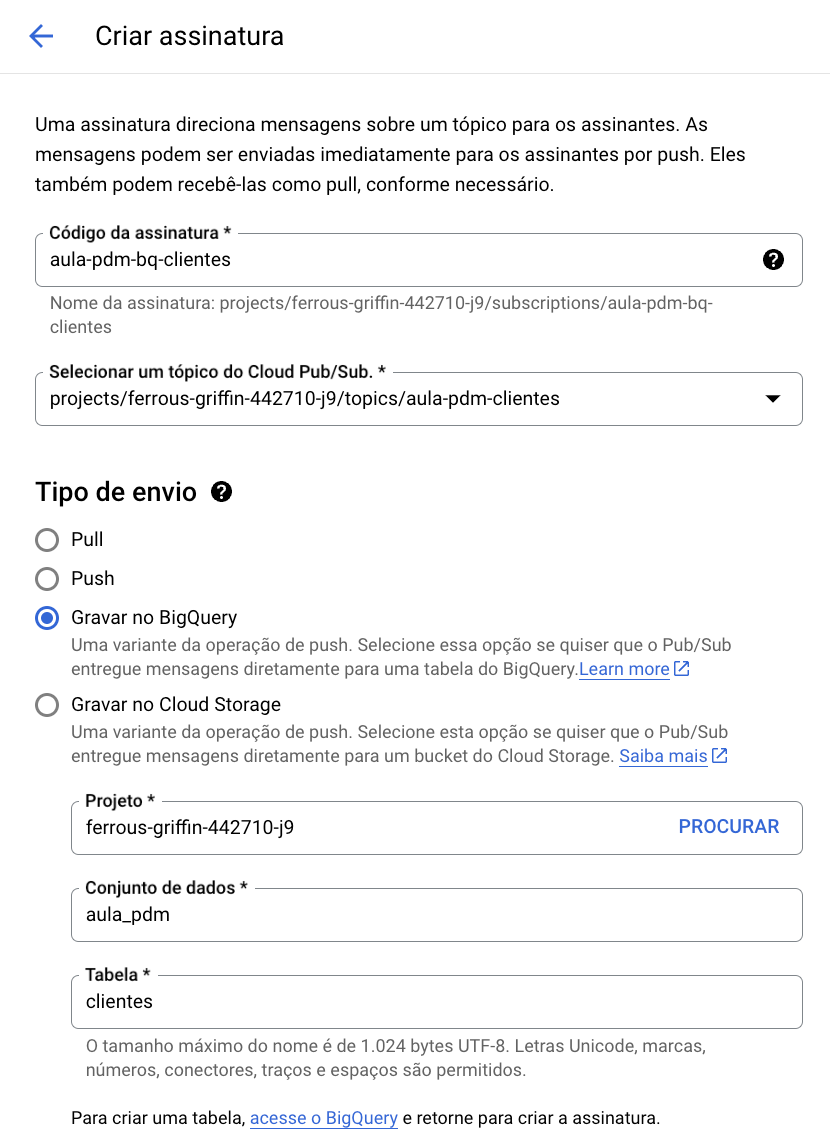 Criar assinatura
Uma assinatura direciona mensagens sobre um tópico para os assinantes. As
mensagens podem ser enviadas imediatamente para os assinantes por push. Eles
também podem recebê-las como pull, conforme necessário.
Código da assinatura *
aula-pdm-bq-clientes
Nome da assinatura: projects/ferrous-griffin-442710-j9/subscriptions/aula-pdm-bq-
clientes
Selecionar um tópico do Cloud Pub/Sub. *
projects/ferrous-griffin-442710-j9/topics/aula-pdm-clientes
Tipo de envio
Pull
Push
Gravar no BigQuery
Uma variante da operação de push. Selecione essa opção se quiser que o Pub/Sub
entregue mensagens diretamente para uma tabela do BigQuery.Learn more
Gravar no Cloud Storage
Uma variante da operação de push. Selecione esta opção se quiser que o Pub/Sub
entregue mensagens diretamente para um bucket do Cloud Storage. Saiba mais
Projeto *
ferrous-griffin-442710-j9 PROCURAR
Conjunto de dados *
aula_pdm
Tabela *
clientes
O tamanho máximo do nome é de 1.024 bytes UTF-8. Letras Unicode, marcas,
números, conectores, traços e espaços são permitidos.
Para criar uma tabela, acesse o BigQuery e retorne para criar a assinatura.